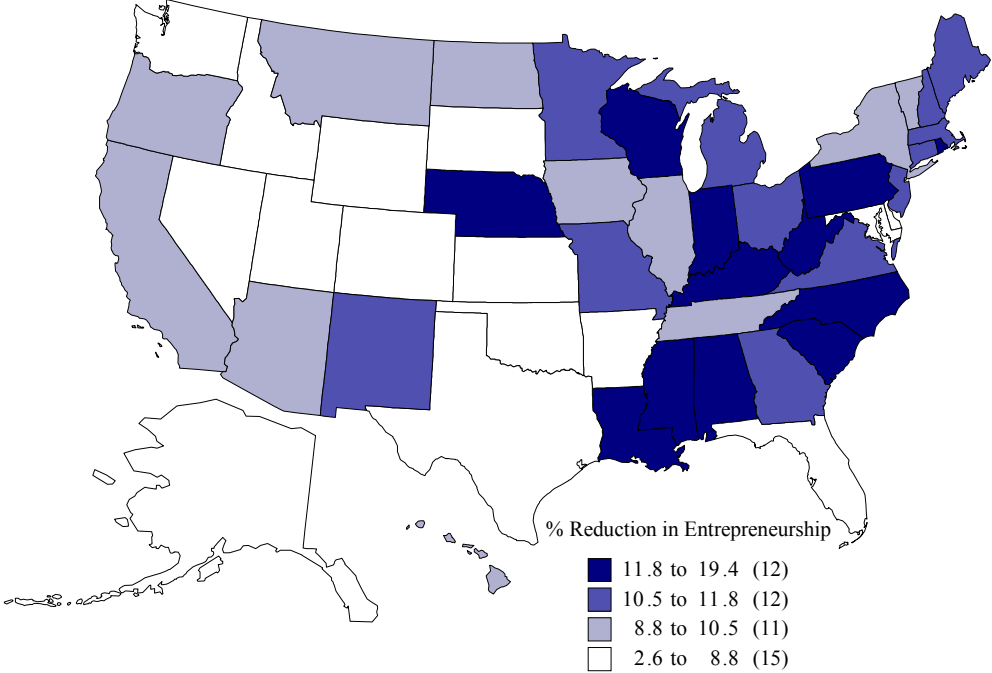 % Reduction in Entrepreneurship
11.8 to 19.4 (12)
10.5 to 11.8 (12)
8.8 to 10.5 (11)
2.6 to 8.8 (15)